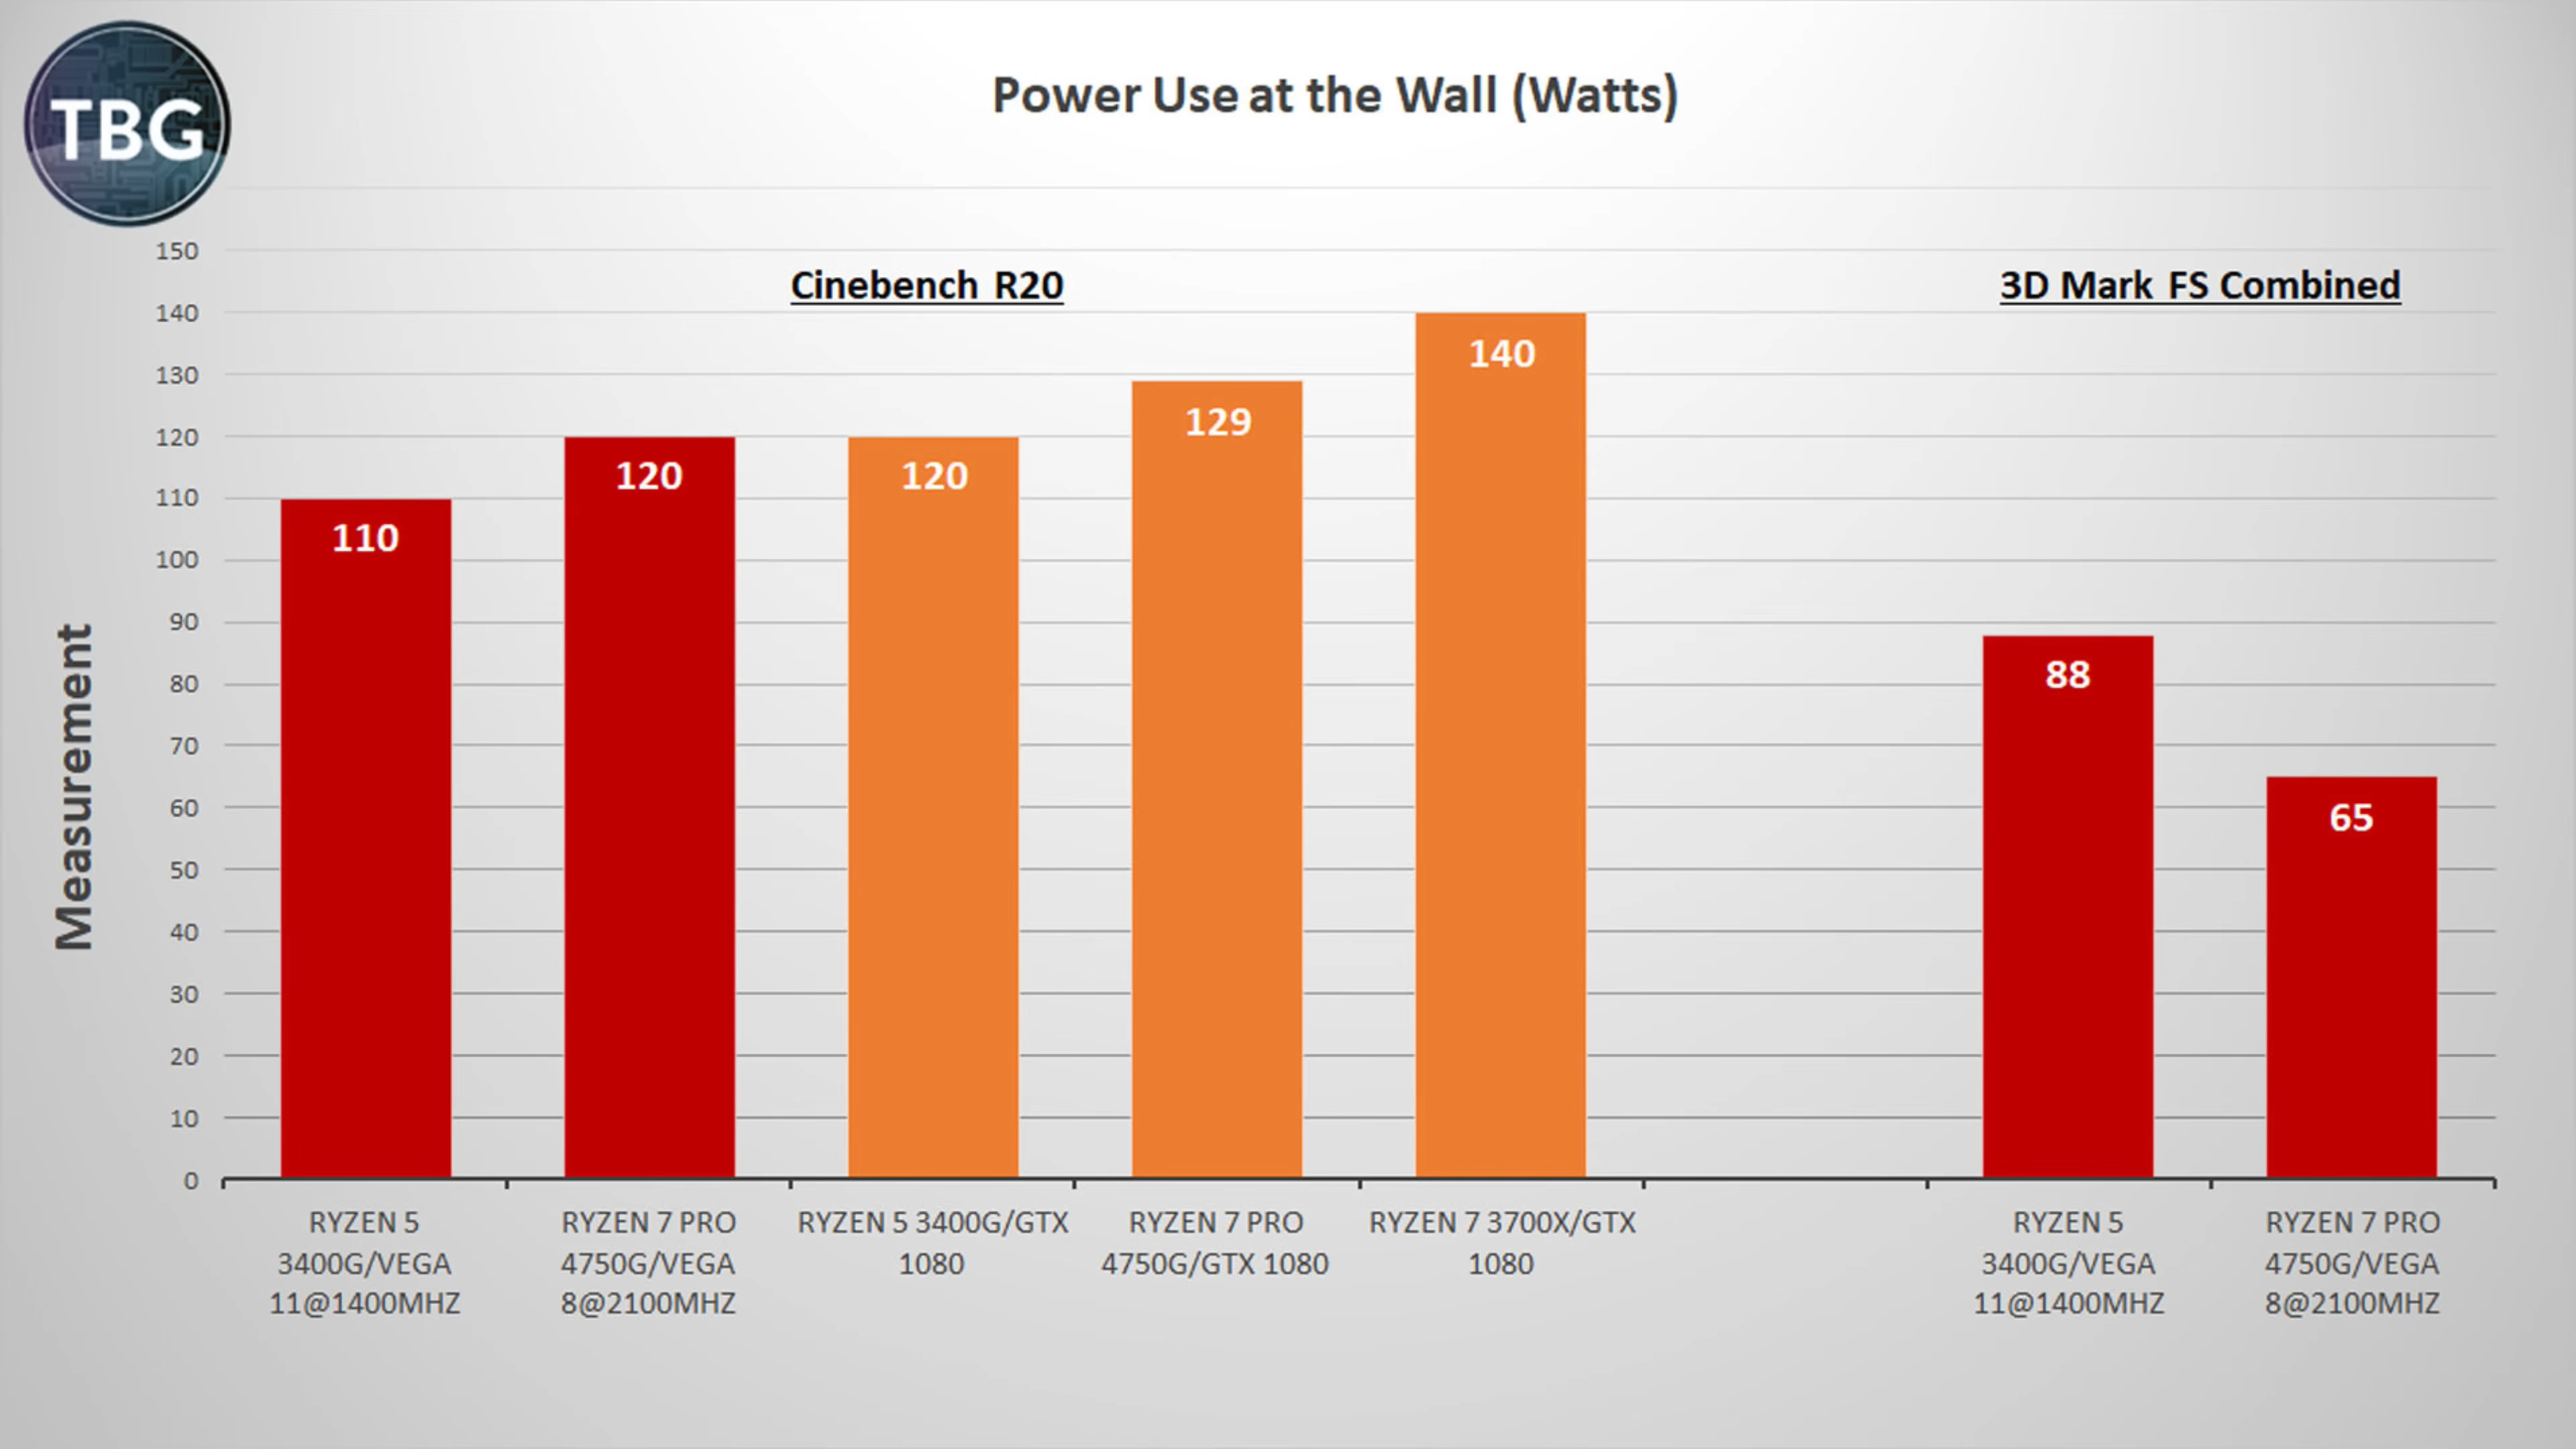 TBG
Power Use at the Wall (Watts)
Measurement
150
140
130
120
110
100
90
80
70
60
50
40
30
20
10
0
Cinebench R20
3D Mark FS Combined
110
120
120
129
140
88
65
RYZEN 5
3400G/VEGA
11@1400MHZ
RYZEN 7 PRO
4750G/VEGA
8@2100MHZ
RYZEN 5 3400G/GTX
1080
RYZEN 7 PRO
4750G/GTX 1080
RYZEN 7 3700X/GTX
1080
RYZEN 5
3400G/VEGA
11@1400MHZ
RYZEN 7 PRO
4750G/VEGA
8@2100MHZ